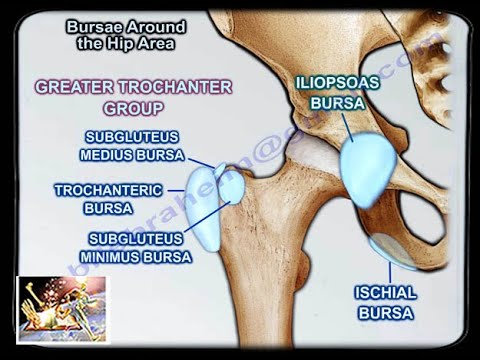 Bursae Around
the Hip Area
GREATER TROCHANTER
GROUP
SUBGLUTEUS
MEDIUS BURSA
TROCHANTERIC
BURSA
SUBGLUTEUS
MINIMUS BURSA
ILIOPSOAS
BURSA
ISCHIAL
BURSA